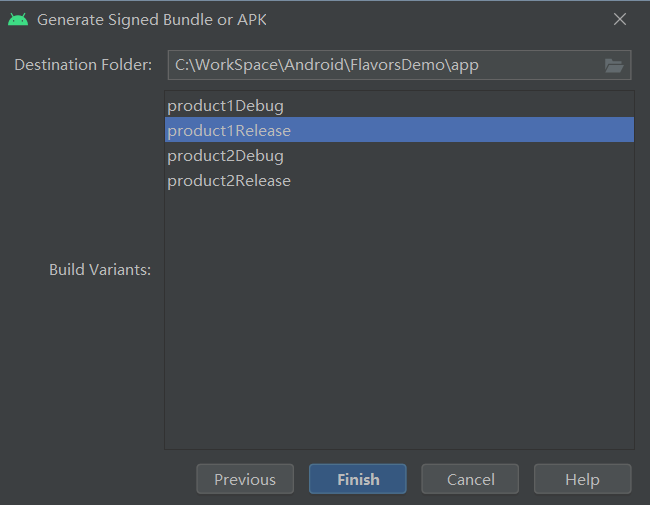 Generate Signed Bundle or APK
Destination Folder: C:\WorkSpace\Android\FlavorsDemo\app
product1Debug
product1Release
product2Debug
product2Release
Build Variants:
Previous Finish Cancel Help